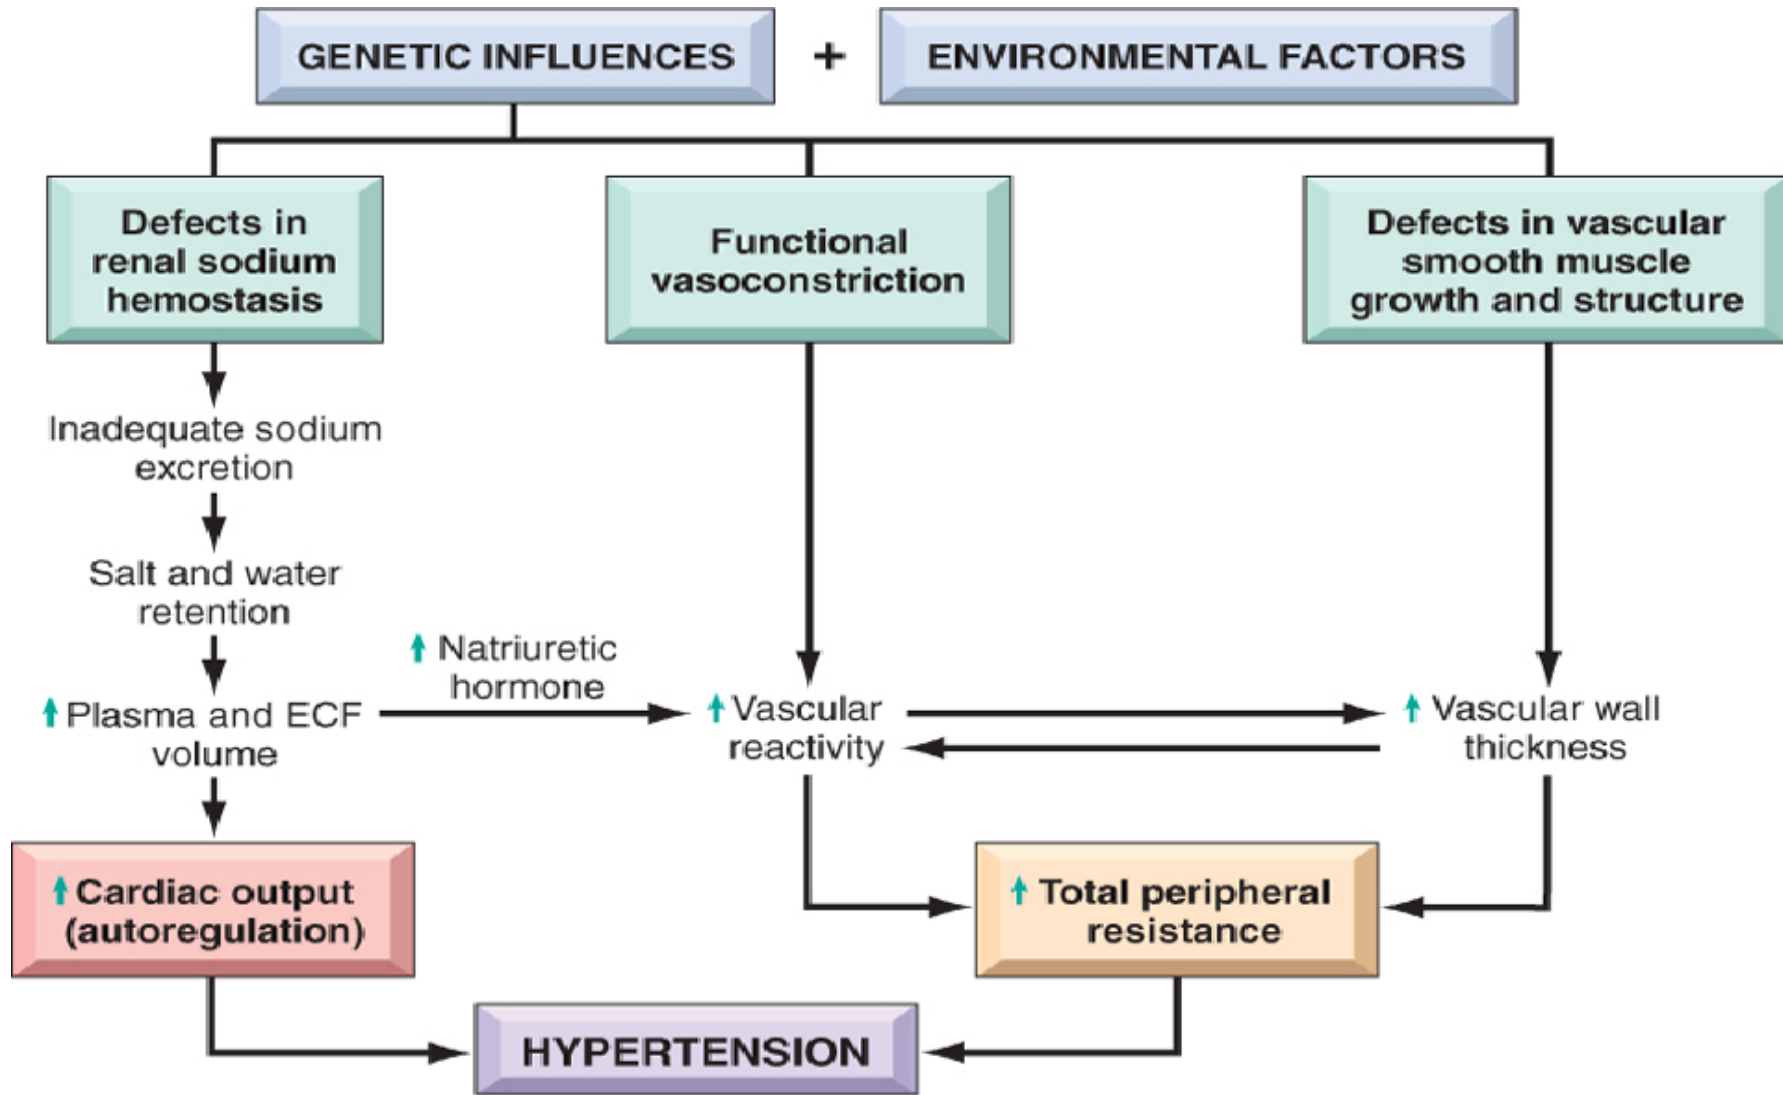 GENETIC INFLUENCES + ENVIRONMENTAL FACTORS
Defects in
renal sodium
hemostasis
Functional
vasoconstriction
Defects in vascular
smooth muscle
growth and structure
Inadequate sodium
excretion
Salt and water
retention
↑ Natriuretic
hormone
↑ Plasma and ECF
volume
↑ Vascular
reactivity
↑ Vascular wall
thickness
↑ Cardiac output
(autoregulation)
↑ Total peripheral
resistance
HYPERTENSION